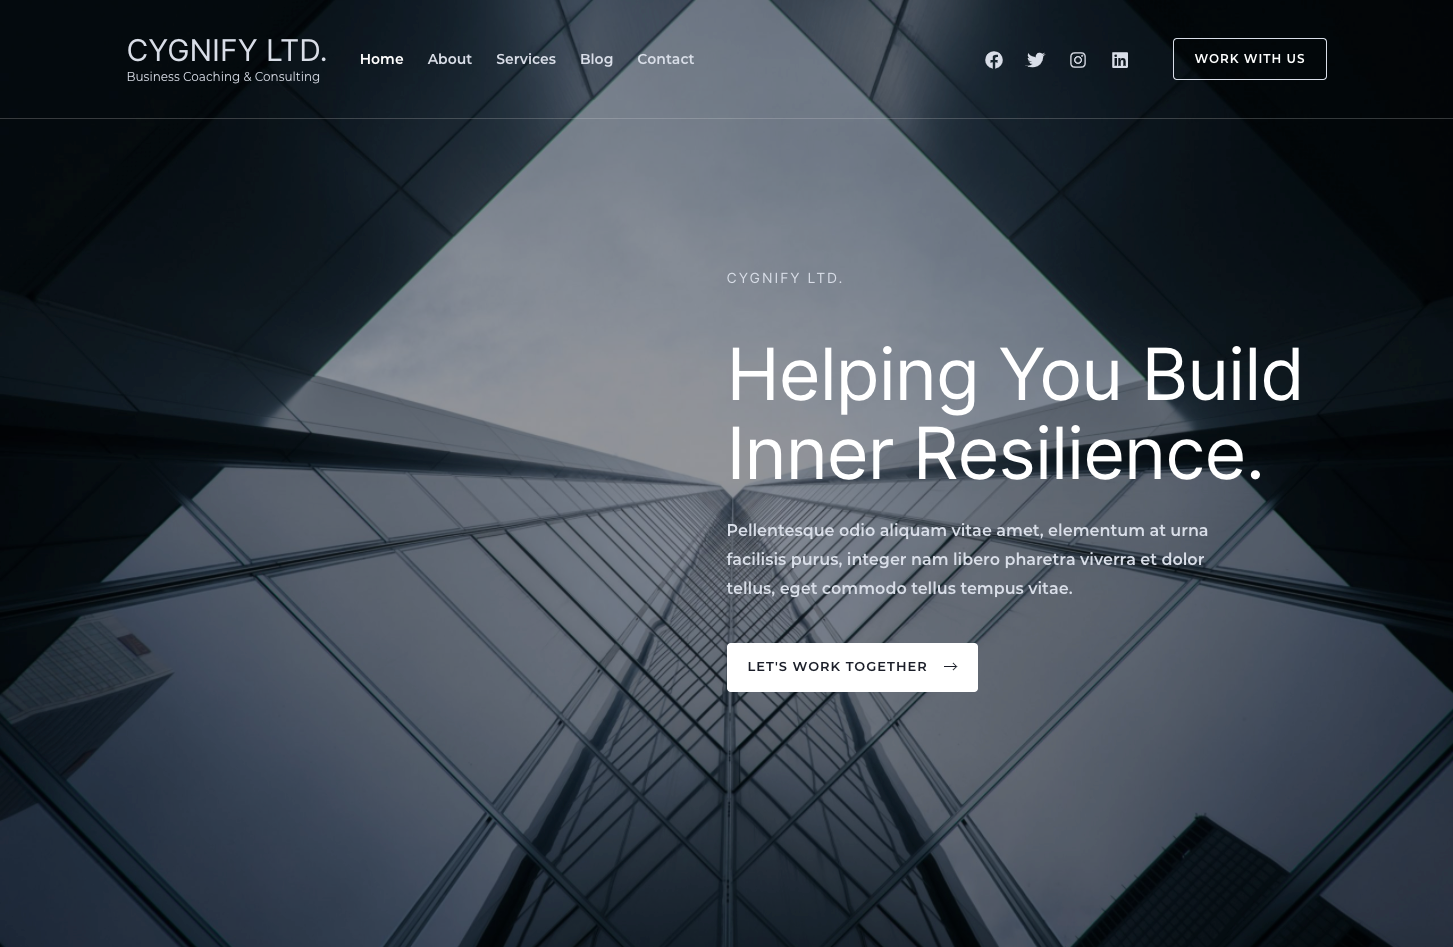 CYGNIFY LTD.
Business Coaching & Consulting
Home About Services Blog Contact
WORK WITH US
CYGNIFY LTD.
Helping You Build
Inner Resilience.
Pellentesque odio aliquam vitae amet, elementum at urna
facilisis purus, integer nam libero pharetra viverra et dolor
tellus, eget commodo tellus tempus vitae.
LET'S WORK TOGETHER →